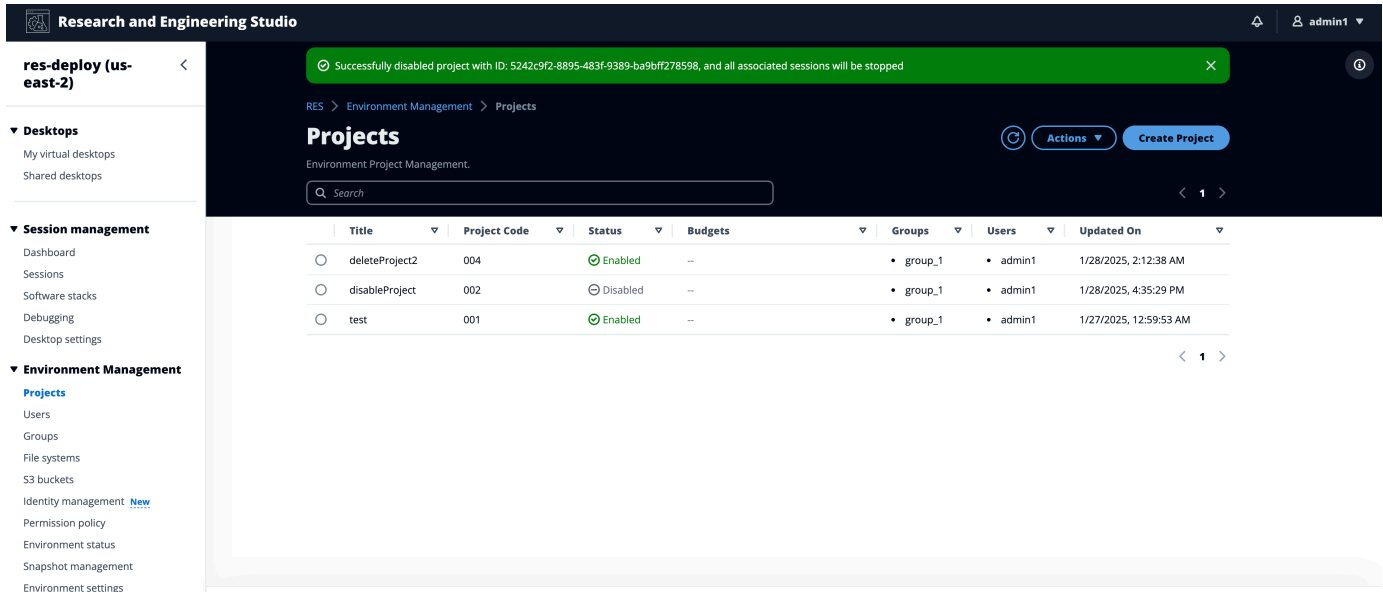 Research and Engineering Studio
admin1
res-deploy (us-
east-2)
Desktops
My virtual desktops
Shared desktops
Session management
Dashboard
Sessions
Software stacks
Debugging
Desktop settings
Environment Management
Projects
Users
Groups
File systems
S3 buckets
Identity management New
Permission policy
Environment status
Snapshot management
Environment settings
Successfully disabled project with ID: 5242c9f2-8895-483f-9389-ba9bff278598, and all associated sessions will be stopped
RES > Environment Management > Projects
Projects
Actions
Create Project
Environment Project Management.
Search
1
Title Project Code Status Budgets Groups Users Updated On
deleteProject2 004 Enabled -- • group_1 • admin1 1/28/2025, 2:12:38 AM
disableProject 002 Disabled -- • group_1 • admin1 1/28/2025, 4:35:29 PM
test 001 Enabled -- • group_1 • admin1 1/27/2025, 12:59:53 AM
1